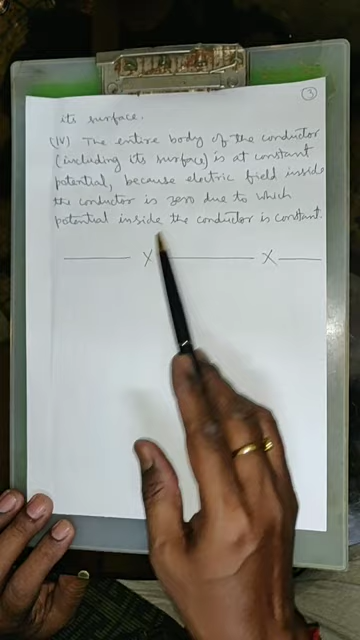 ③
its surface.
(IV) The entire body of the conductor
(including its surface) is at constant
potential, because electric field inside
the conductor is zero due to which
potential inside the conductor is constant.
X X